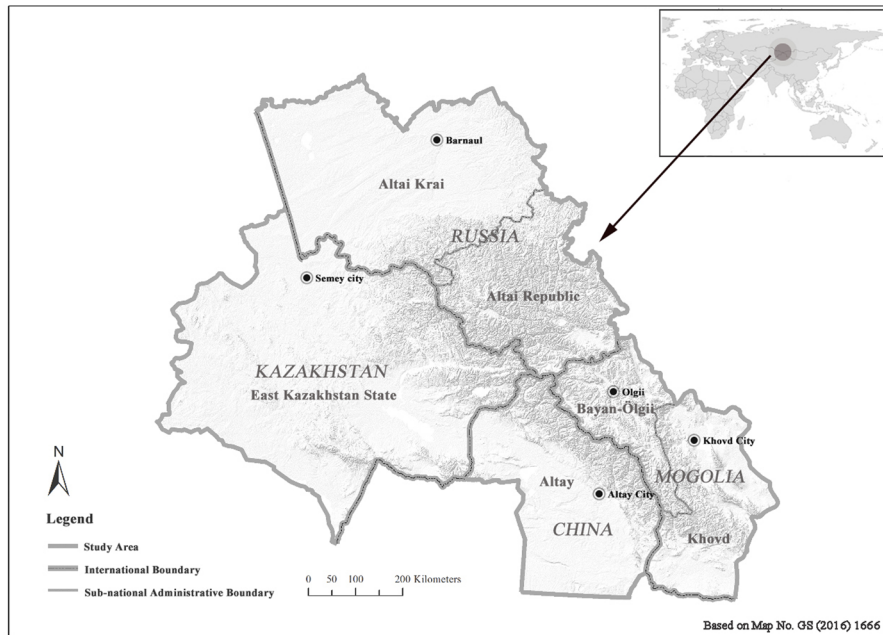 Barnaul
Altai Krai
RUSSIA
Semey city
Altai Republic
KAZAKHSTAN
East Kazakhstan State
Olgii
Bayan-Ölgii
Khovd City
MOGOLIA
Altay
Altay City
CHINA
Khovd
N
Legend
Study Area
International Boundary
Sub-national Administrative Boundary
0 50 100 200 Kilometers
Based on Map No. GS (2016) 1666